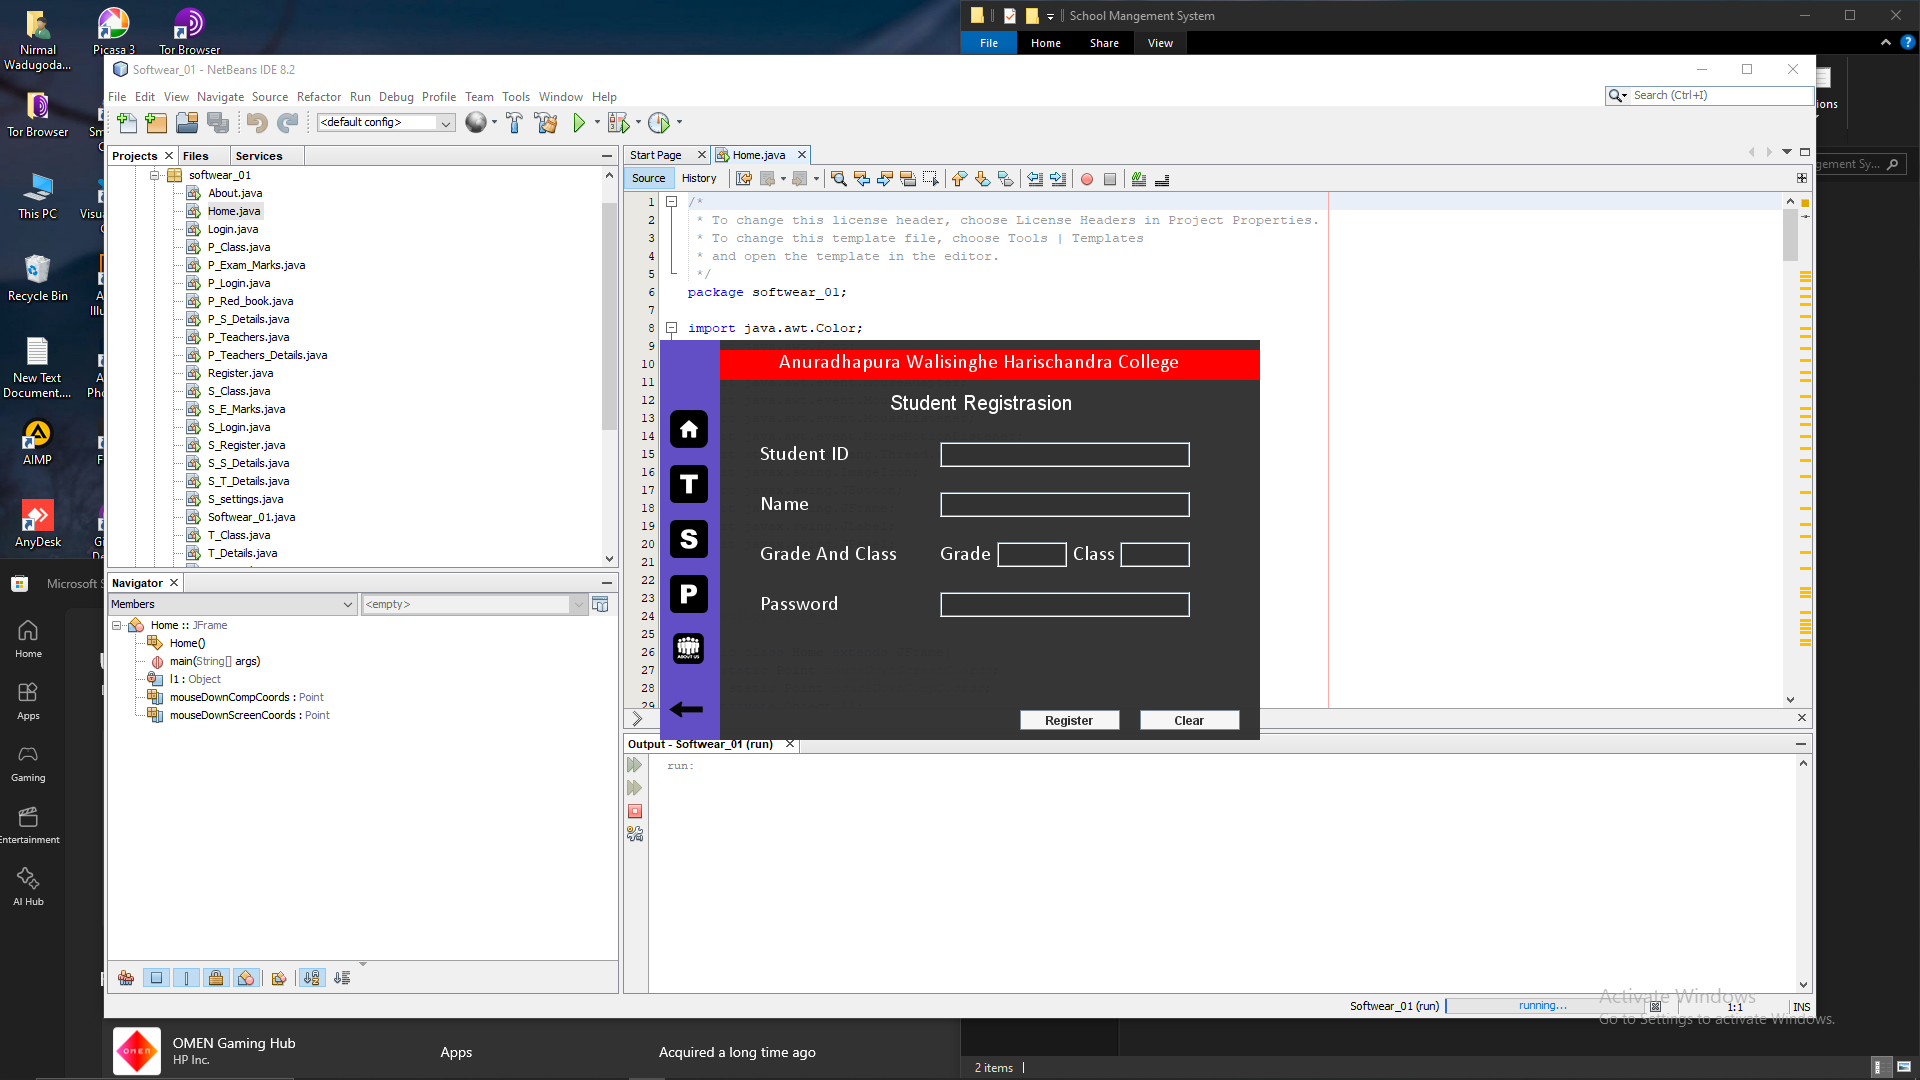 Nirmal
Wadugoda...
Picasa 3
Tor Browser
Tor Browser
This PC
Recycle Bin
New Text
Document....
AIMP
AnyDesk
School Mangement System
File
Home
Share
View
Softwear_01 - NetBeans IDE 8.2
File Edit View Navigate Source Refactor Run Debug Profile Team Tools Window Help
Search (Ctrl+I)
<default config>
Projects
Files
Services
softwear_01
About.java
Home.java
Login.java
P_Class.java
P_Exam_Marks.java
P_Login.java
P_Red_book.java
P_S_Details.java
P_Teachers.java
P_Teachers_Details.java
Register.java
S_Class.java
S_E_Marks.java
S_Login.java
S_Register.java
S_S_Details.java
S_T_Details.java
S_settings.java
Softwear_01.java
T_Class.java
T_Details.java
Start Page
Home.java
Source
History
1 /*
2 * To change this license header, choose License Headers in Project Properties.
3 * To change this template file, choose Tools | Templates
4 * and open the template in the editor.
5 */
6 package softwear_01;
7
8 import java.awt.Color;
9
10
11
12
13
14
15
16
17
18
19
20
21
22
23
24
25
26
27
28
29
Anuradhapura Walisinghe Harischandra College
Student Registrasion
Student ID
Name
Grade And Class
Grade
Class
Password
T
S
P
ABOUT US
Register
Clear
Navigator
Members
<empty>
Home :: JFrame
Home()
main(String[] args)
l1 : Object
mouseDownCompCoords : Point
mouseDownScreenCoords : Point
Output - Softwear_01 (run)
run:
Softwear_01 (run)
running...
1:1
INS
Activate Windows
Go to Settings to activate Windows.
Microsoft
Home
Apps
Gaming
Entertainment
AI Hub
OMEN
OMEN Gaming Hub
HP Inc.
Apps
Acquired a long time ago
2 items